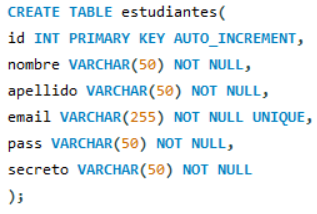 CREATE TABLE estudiantes(
id INT PRIMARY KEY AUTO_INCREMENT,
nombre VARCHAR(50) NOT NULL,
apellido VARCHAR(50) NOT NULL,
email VARCHAR(255) NOT NULL UNIQUE,
pass VARCHAR(50) NOT NULL,
secreto VARCHAR(50) NOT NULL
);